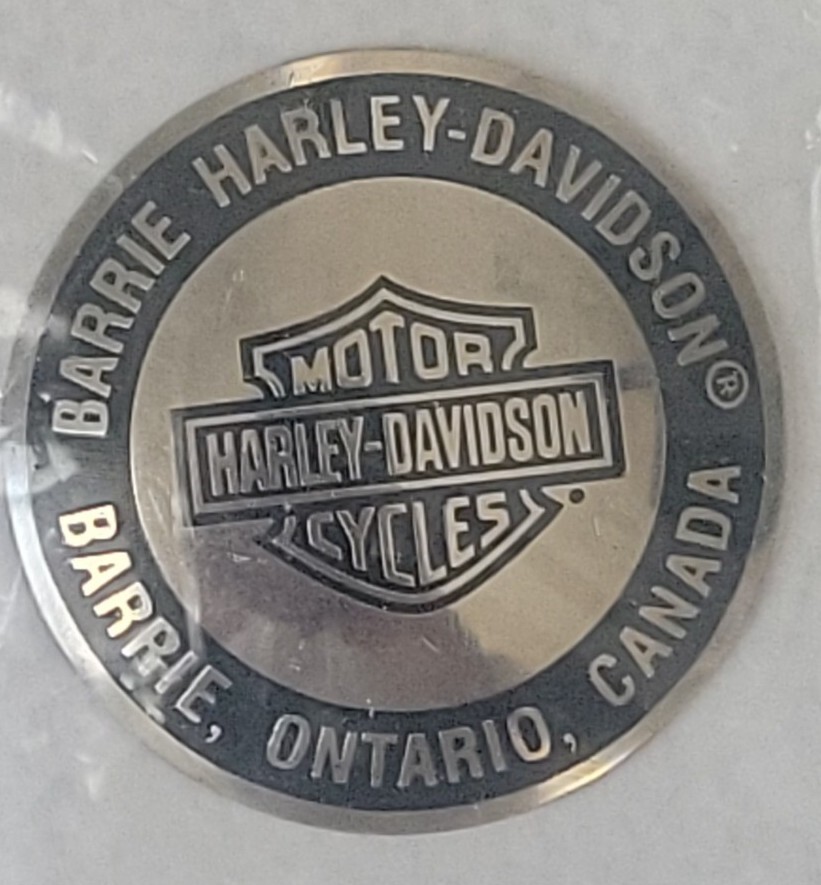 BARRIE HARLEY-DAVIDSON®
MOTOR
HARLEY-DAVIDSON
CYCLES
BARRIE, ONTARIO, CANADA